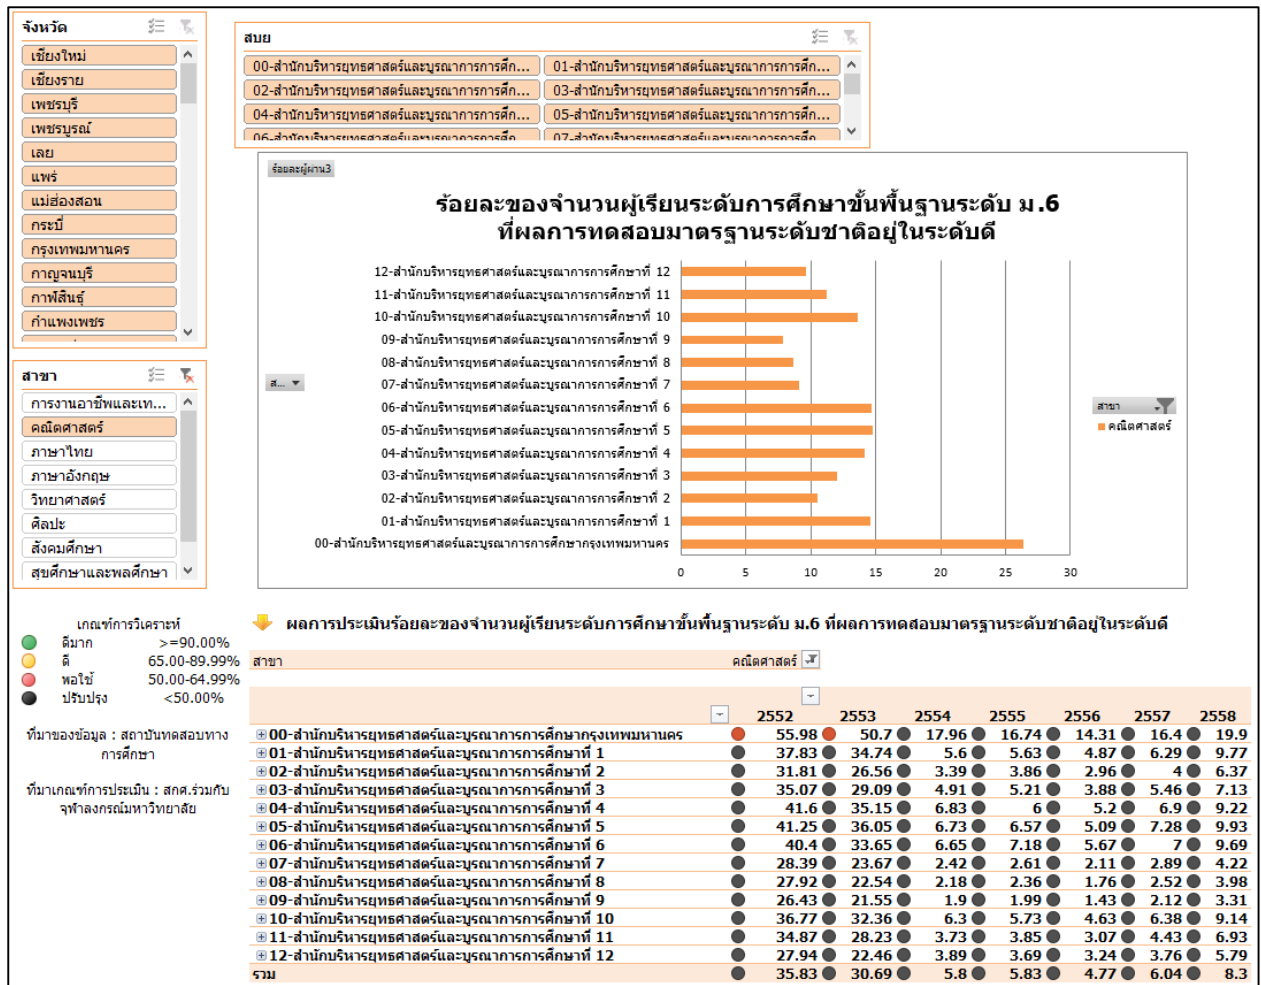 จังหวัด
เชียงใหม่
เชียงราย
เพชรบุรี
เพชรบูรณ์
เลย
แพร่
แม่ฮ่องสอน
กระบี่
กรุงเทพมหานคร
กาญจนบุรี
กาฬสินธุ์
กำแพงเพชร
สบย
00-สำนักบริหารยุทธศาสตร์และบูรณาการการศึก... 01-สำนักบริหารยุทธศาสตร์และบูรณาการการศึก...
02-สำนักบริหารยุทธศาสตร์และบูรณาการการศึก... 03-สำนักบริหารยุทธศาสตร์และบูรณาการการศึก...
04-สำนักบริหารยุทธศาสตร์และบูรณาการการศึก... 05-สำนักบริหารยุทธศาสตร์และบูรณาการการศึก...
06-สำนักบริหารยุทธศาสตร์และบูรณาการการศึก 07-สำนักบริหารยุทธศาสตร์และบูรณาการการศึก
สาขา
การงานอาชีพและเท...
คณิตศาสตร์
ภาษาไทย
ภาษาอังกฤษ
วิทยาศาสตร์
ศิลปะ
สังคมศึกษา
สุขศึกษาและพลศึกษา
ร้อยละผู้ผ่าน3
ร้อยละของจำนวนผู้เรียนระดับการศึกษาขั้นพื้นฐานระดับ ม.6
ที่ผลการทดสอบมาตรฐานระดับชาติอยู่ในระดับดี
12-สำนักบริหารยุทธศาสตร์และบูรณาการการศึกษาที่ 12
11-สำนักบริหารยุทธศาสตร์และบูรณาการการศึกษาที่ 11
10-สำนักบริหารยุทธศาสตร์และบูรณาการการศึกษาที่ 10
09-สำนักบริหารยุทธศาสตร์และบูรณาการการศึกษาที่ 9
08-สำนักบริหารยุทธศาสตร์และบูรณาการการศึกษาที่ 8
07-สำนักบริหารยุทธศาสตร์และบูรณาการการศึกษาที่ 7
06-สำนักบริหารยุทธศาสตร์และบูรณาการการศึกษาที่ 6
05-สำนักบริหารยุทธศาสตร์และบูรณาการการศึกษาที่ 5
04-สำนักบริหารยุทธศาสตร์และบูรณาการการศึกษาที่ 4
03-สำนักบริหารยุทธศาสตร์และบูรณาการการศึกษาที่ 3
02-สำนักบริหารยุทธศาสตร์และบูรณาการการศึกษาที่ 2
01-สำนักบริหารยุทธศาสตร์และบูรณาการการศึกษาที่ 1
00-สำนักบริหารยุทธศาสตร์และบูรณาการการศึกษากรุงเทพมหานคร
0 5 10 15 20 25 30
ส...
สาขา
คณิตศาสตร์
เกณฑ์การวิเคราะห์
ดีมาก >=90.00%
ดี 65.00-89.99%
พอใช้ 50.00-64.99%
ปรับปรุง <50.00%
ที่มาของข้อมูล : สถาบันทดสอบทาง
การศึกษา
ที่มาเกณฑ์การประเมิน : สกศ.ร่วมกับ
จุฬาลงกรณ์มหาวิทยาลัย
ผลการประเมินร้อยละของจำนวนผู้เรียนระดับการศึกษาขั้นพื้นฐานระดับ ม.6 ที่ผลการทดสอบมาตรฐานระดับชาติอยู่ในระดับดี
สาขา คณิตศาสตร์
2552 2553 2554 2555 2556 2557 2558
00-สำนักบริหารยุทธศาสตร์และบูรณาการการศึกษากรุงเทพมหานคร 55.98 50.7 17.96 16.74 14.31 16.4 19.9
01-สำนักบริหารยุทธศาสตร์และบูรณาการการศึกษาที่ 1 37.83 34.74 5.6 5.63 4.87 6.29 9.77
02-สำนักบริหารยุทธศาสตร์และบูรณาการการศึกษาที่ 2 31.81 26.56 3.39 3.86 2.96 4 6.37
03-สำนักบริหารยุทธศาสตร์และบูรณาการการศึกษาที่ 3 35.07 29.09 4.91 5.21 3.88 5.46 7.13
04-สำนักบริหารยุทธศาสตร์และบูรณาการการศึกษาที่ 4 41.6 35.15 6.83 6 5.2 6.9 9.22
05-สำนักบริหารยุทธศาสตร์และบูรณาการการศึกษาที่ 5 41.25 36.05 6.73 6.57 5.09 7.28 9.93
06-สำนักบริหารยุทธศาสตร์และบูรณาการการศึกษาที่ 6 40.4 33.65 6.65 7.18 5.67 7 9.69
07-สำนักบริหารยุทธศาสตร์และบูรณาการการศึกษาที่ 7 28.39 23.67 2.42 2.61 2.11 2.89 4.22
08-สำนักบริหารยุทธศาสตร์และบูรณาการการศึกษาที่ 8 27.92 22.54 2.18 2.36 1.76 2.52 3.98
09-สำนักบริหารยุทธศาสตร์และบูรณาการการศึกษาที่ 9 26.43 21.55 1.9 1.99 1.43 2.12 3.31
10-สำนักบริหารยุทธศาสตร์และบูรณาการการศึกษาที่ 10 36.77 32.36 6.3 5.73 4.63 6.38 9.14
11-สำนักบริหารยุทธศาสตร์และบูรณาการการศึกษาที่ 11 34.87 28.23 3.73 3.85 3.07 4.43 6.93
12-สำนักบริหารยุทธศาสตร์และบูรณาการการศึกษาที่ 12 27.94 22.46 3.89 3.69 3.24 3.76 5.79
รวม 35.83 30.69 5.8 5.83 4.77 6.04 8.3